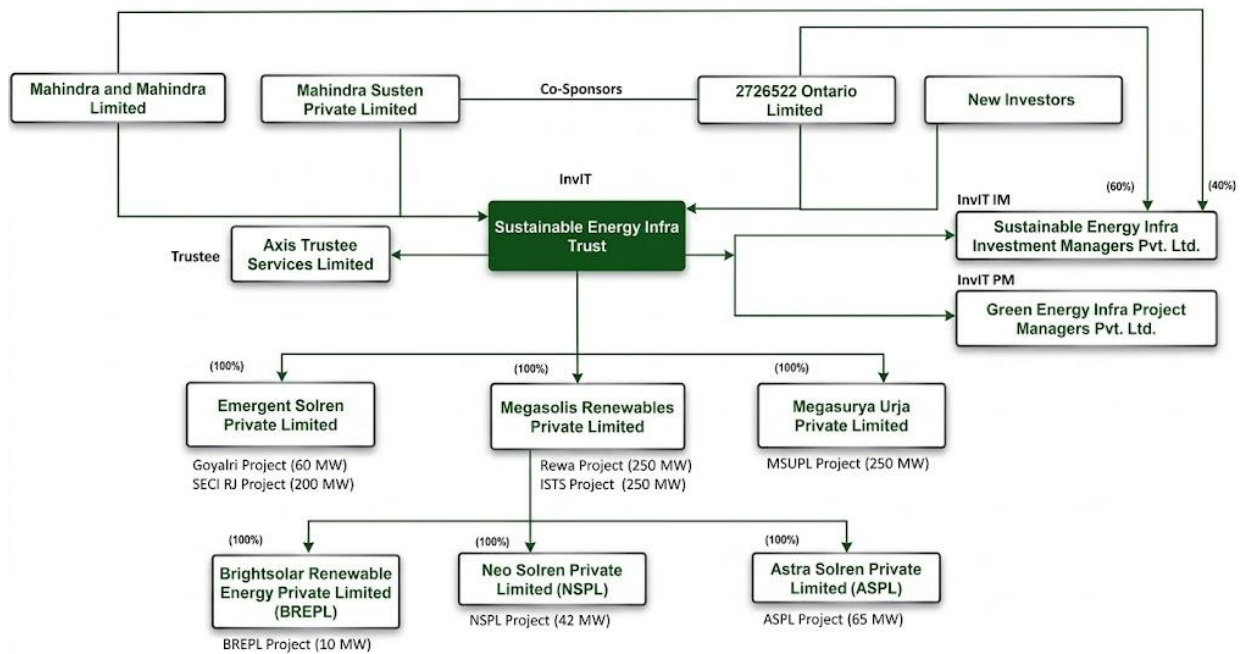 Mahindra and Mahindra
Limited
Mahindra Susten
Private Limited
Co-Sponsors
2726522 Ontario
Limited
New Investors
InvIT
(60%)
(40%)
InvIT IM
Sustainable Energy Infra
Trust
Sustainable Energy Infra
Investment Managers Pvt. Ltd.
Trustee
Axis Trustee
Services Limited
InvIT PM
Green Energy Infra Project
Managers Pvt. Ltd.
(100%)
(100%)
(100%)
Emergent Solren
Private Limited
Megasolis Renewables
Private Limited
Megasurya Urja
Private Limited
Goyalri Project (60 MW)
SECI RJ Project (200 MW)
Rewa Project (250 MW)
ISTS Project (250 MW)
MSUPL Project (250 MW)
(100%)
(100%)
(100%)
Brightsolar Renewable
Energy Private Limited
(BREPL)
Neo Solren Private
Limited (NSPL)
Astra Solren Private
Limited (ASPL)
BREPL Project (10 MW)
NSPL Project (42 MW)
ASPL Project (65 MW)